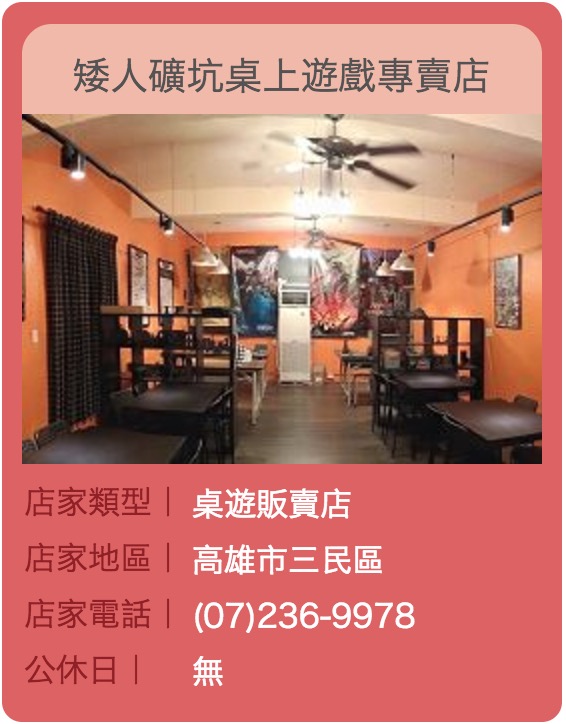 矮人礦坑桌上遊戲專賣店
店家類型｜ 桌遊販賣店
店家地區｜ 高雄市三民區
店家電話｜ (07)236-9978
公休日｜ 無